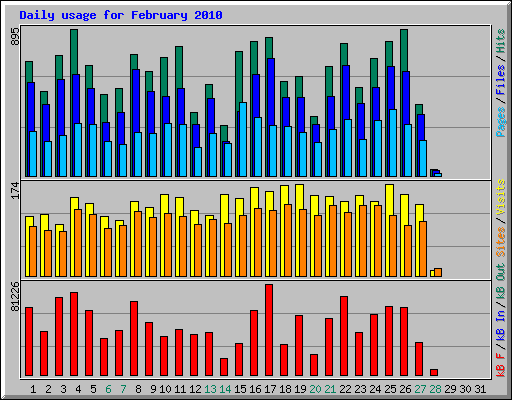 Daily usage for February 2010
895
Pages / Files / Hits
174
Sites / Visits
81226
kB F / kB In / kB Out
1 2 3 4 5 6 7 8 9 10 11 12 13 14 15 16 17 18 19 20 21 22 23 24 25 26 27 28 29 30 31